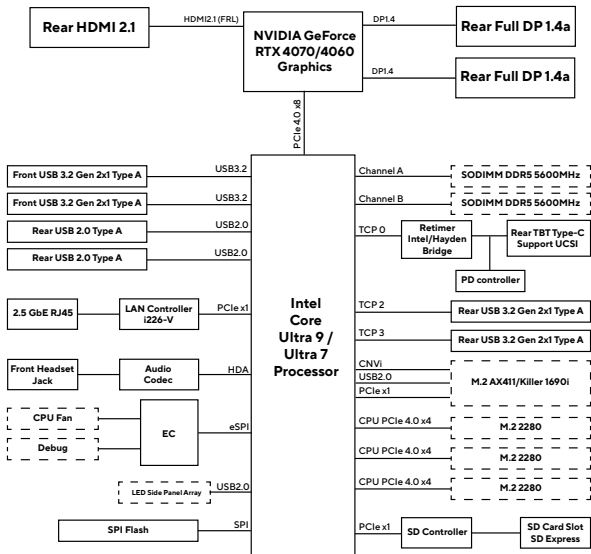 Rear HDMI 2.1
HDMI2.1 (FRL)
NVIDIA GeForce
RTX 4070/4060
Graphics
DP1.4
Rear Full DP 1.4a
DP1.4
Rear Full DP 1.4a
PCIe 4.0 x8
Front USB 3.2 Gen 2x1 Type A
USB3.2
Front USB 3.2 Gen 2x1 Type A
USB3.2
Rear USB 2.0 Type A
USB2.0
Rear USB 2.0 Type A
USB2.0
2.5 GbE RJ45
LAN Controller
i226-V
PCIe x1
Front Headset
Jack
Audio
Codec
HDA
CPU Fan
Debug
EC
eSPI
LED Side Panel Array
USB2.0
SPI Flash
SPI
Intel
Core
Ultra 9 /
Ultra 7
Processor
Channel A
SODIMM DDR5 5600MHz
Channel B
SODIMM DDR5 5600MHz
TCP 0
Retimer
Intel/Hayden
Bridge
Rear TBT Type-C
Support UCSI
PD controller
TCP 2
Rear USB 3.2 Gen 2x1 Type A
TCP 3
Rear USB 3.2 Gen 2x1 Type A
CNVi
USB2.0
PCIe x1
M.2 AX411/Killer 1690i
CPU PCIe 4.0 x4
M.2 2280
CPU PCIe 4.0 x4
M.2 2280
CPU PCIe 4.0 x4
M.2 2280
PCIe x1
SD Controller
SD Card Slot
SD Express